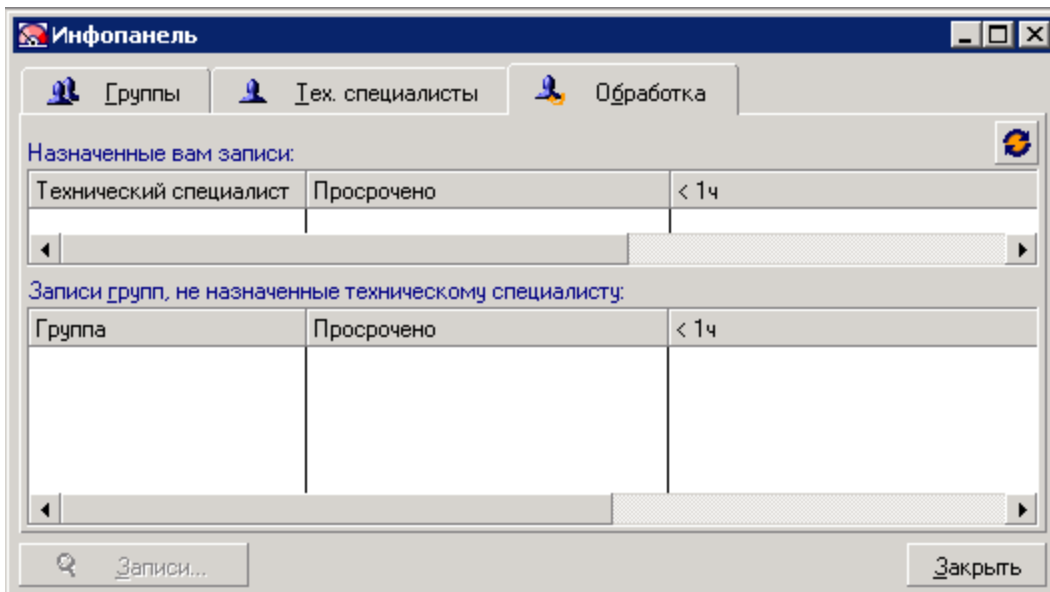 Инфопанель
Группы Тех. специалисты Обработка
Назначенные вам записи:
Технический специалист Просрочено < 1ч
Записи групп, не назначенные техническому специалисту:
Группа Просрочено < 1ч
Записи... Закрыть